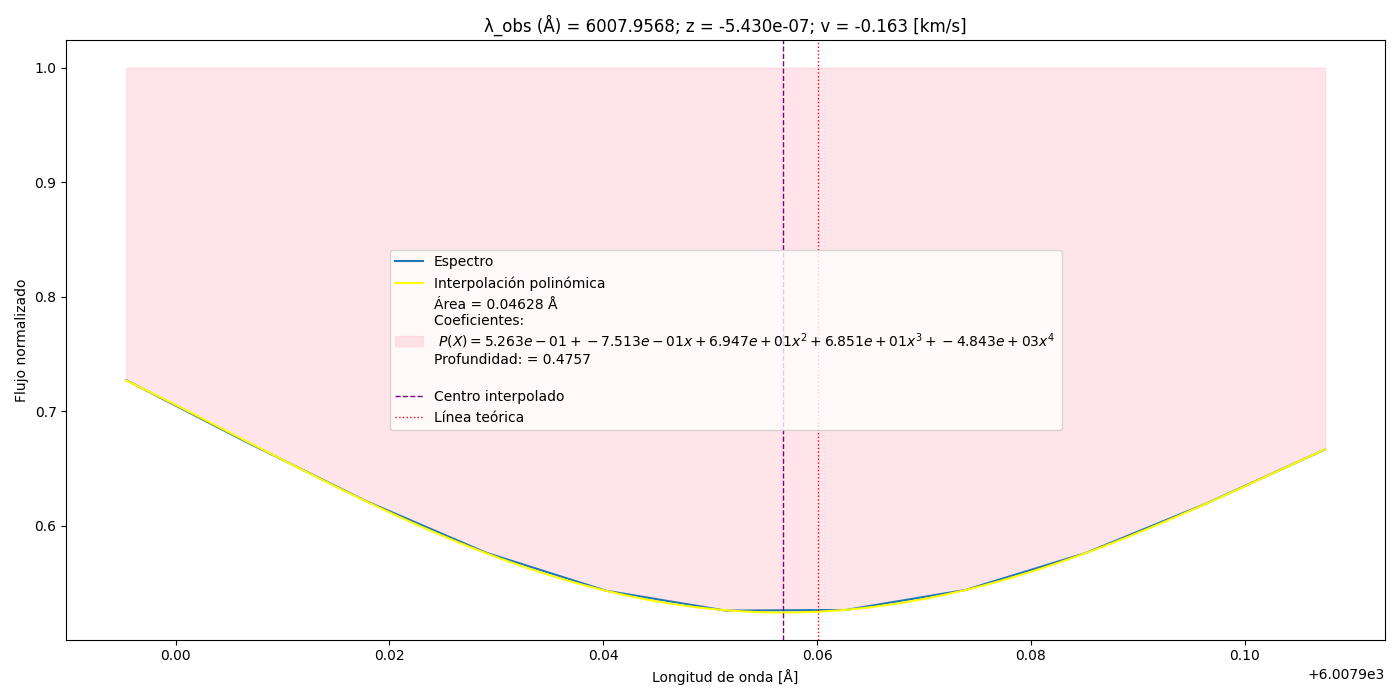 λ_obs (Å) = 6007.9568; z = -5.430e-07; v = -0.163 [km/s]
Flujo normalizado
1.0
0.9
0.8
0.7
0.6
Espectro
Interpolación polinómica
Área = 0.04628 Å
Coeficientes:
P(X) = 5.263e − 01 + −7.513e − 01x + 6.947e + 01x² + 6.851e + 01x³ + −4.843e + 03x⁴
Profundidad: = 0.4757
Centro interpolado
Línea teórica
0.00 0.02 0.04 0.06 0.08 0.10
+6.0079e3
Longitud de onda [Å]